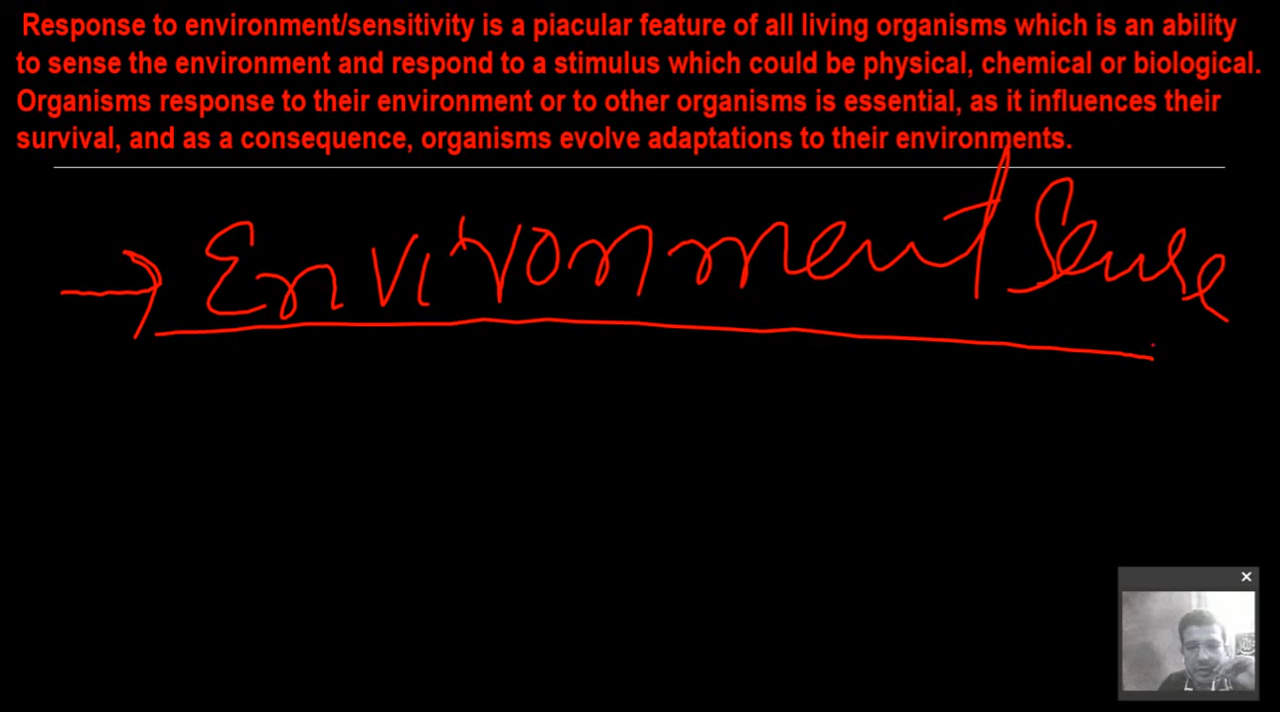 Response to environment/sensitivity is a piacular feature of all living organisms which is an ability
to sense the environment and respond to a stimulus which could be physical, chemical or biological.
Organisms response to their environment or to other organisms is essential, as it influences their
survival, and as a consequence, organisms evolve adaptations to their environments.
→ Environment Sense